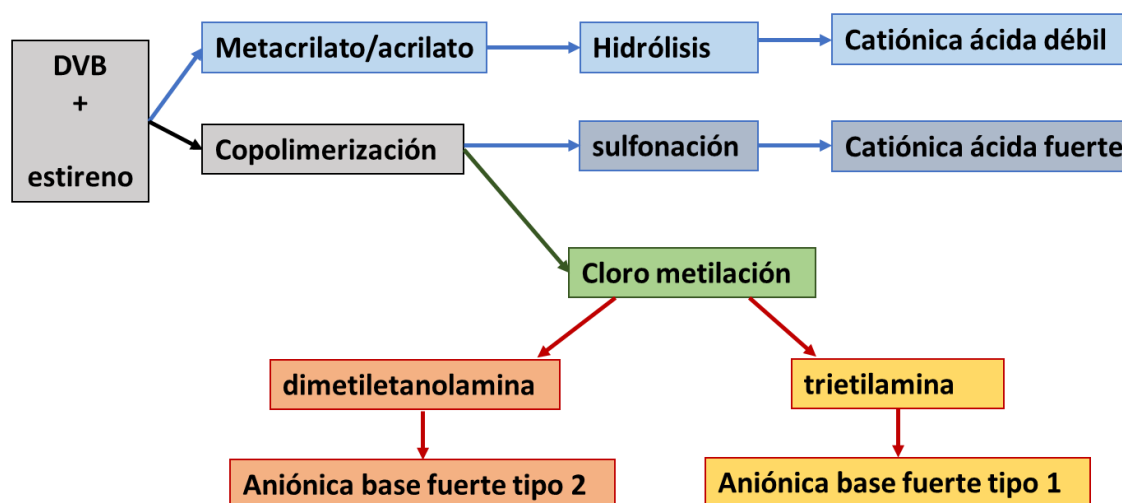 DVB
+
estireno
Metacrilato/acrilato
Hidrólisis
Catiónica ácida débil
Copolimerización
sulfonación
Catiónica ácida fuerte
Cloro metilación
dimetiletanolamina
trietilamina
Aniónica base fuerte tipo 2
Aniónica base fuerte tipo 1